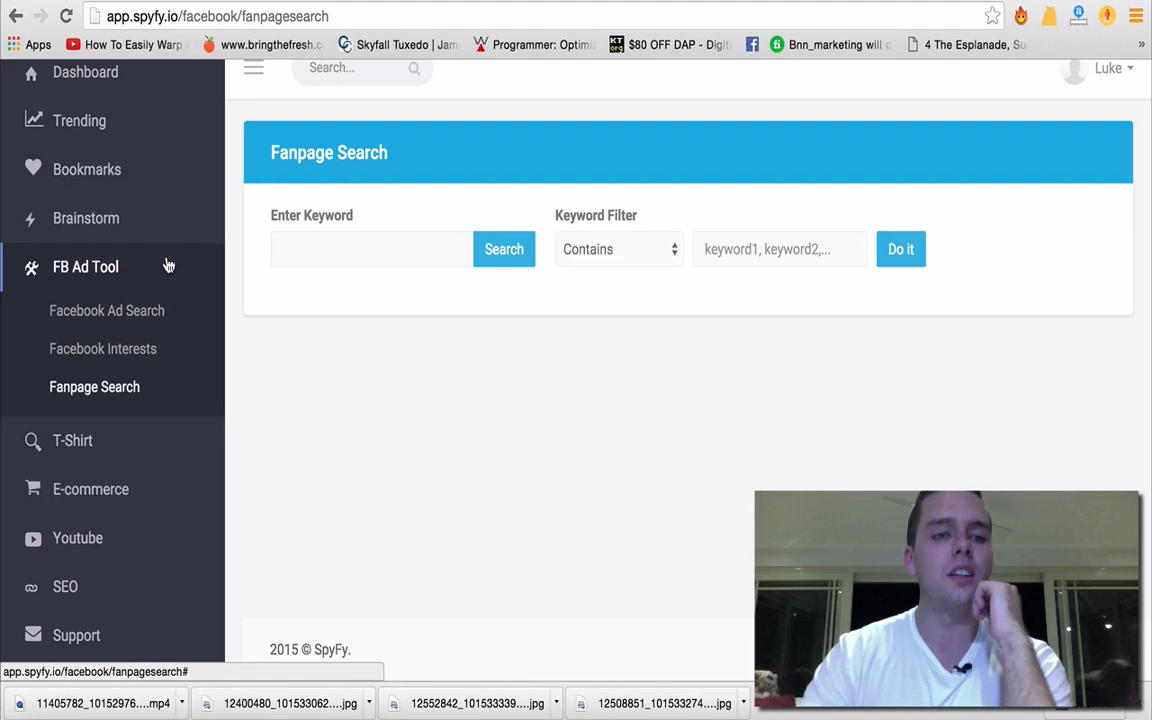 app.spyfy.io/facebook/fanpagesearch
Apps
How To Easily Warp
www.bringthefresh.c
Skyfall Tuxedo | Jam
Programmer: Optimiz
$80 OFF DAP - Digit
Bnn_marketing will c
4 The Esplanade, Su
»
Dashboard
Search...
Luke
Trending
Bookmarks
Brainstorm
FB Ad Tool
Facebook Ad Search
Facebook Interests
Fanpage Search
T-Shirt
E-commerce
Youtube
SEO
Support
Fanpage Search
Enter Keyword
Keyword Filter
Search
Contains
keyword1, keyword2,...
Do it
2015 © SpyFy.
app.spyfy.io/facebook/fanpagesearch#
11405782_10152976....mp4
12400480_101533062....jpg
12552842_101533339....jpg
12508851_101533274....jpg